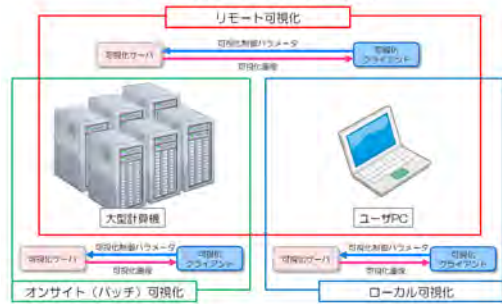 リモート可視化
可視化制御パラメータ
可視化サーバ
可視化
クライアント
可視化画像
大型計算機
ユーザPC
可視化制御パラメータ
可視化サーバ
可視化
クライアント
可視化画像
可視化制御パラメータ
可視化サーバ
可視化
クライアント
可視化画像
オンサイト（バッチ）可視化
ローカル可視化